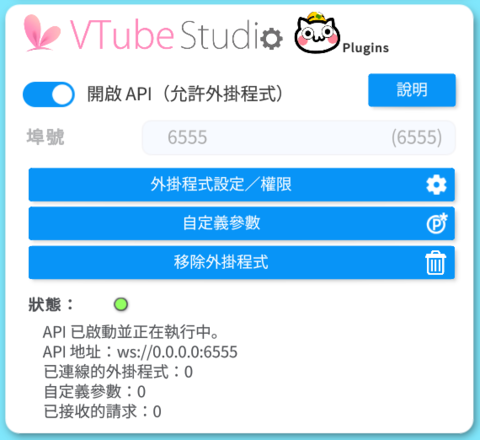 VTube Studio
Plugins
開啟 API（允許外掛程式）
說明
埠號
6555
(6555)
外掛程式設定／權限
自定義參數
移除外掛程式
狀態：
API 已啟動並正在執行中。
API 地址：ws://0.0.0.0:6555
已連線的外掛程式：0
自定義參數：0
已接收的請求：0